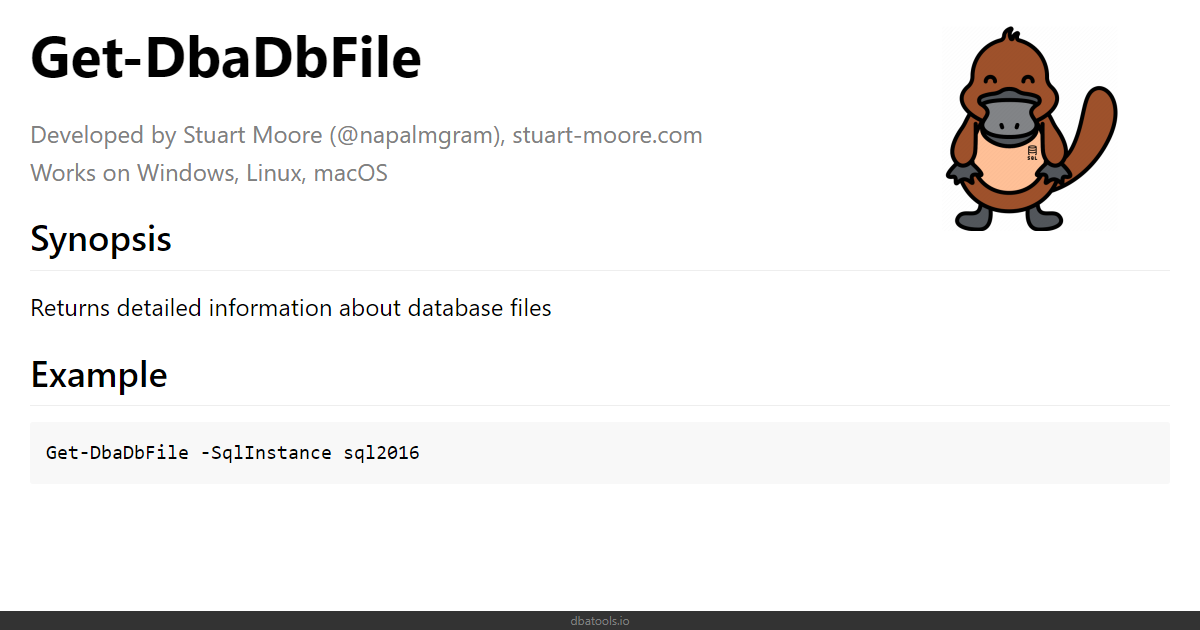 Get-DbaDbFile
Developed by Stuart Moore (@napalmgram), stuart-moore.com
Works on Windows, Linux, macOS
SQL
Synopsis
Returns detailed information about database files
Example
Get-DbaDbFile -SqlInstance sql2016
dbatools.io